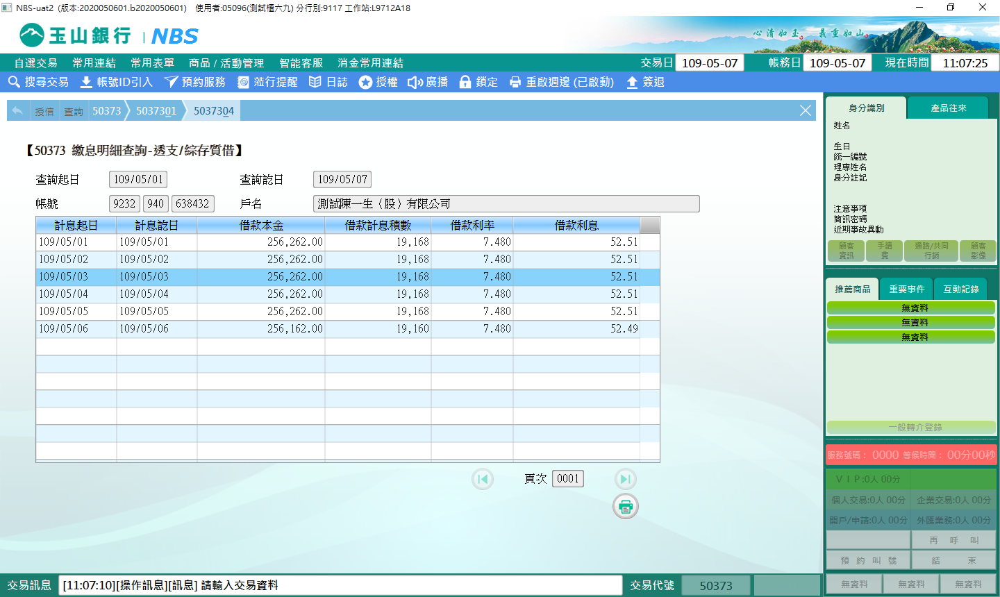 NBS-uat2 (版本:2020050601.b2020050601) 使用者:05096(測試櫃六九) 分行別:9117 工作站:L9712A18
玉山銀行 NBS
心清如玉 義重如山
自選交易 常用連結 常用表單 商品 / 活動管理 智能客服 消金常用連結 交易日 109-05-07 帳務日 109-05-07 現在時間 11:07:25
搜尋交易 帳號ID引入 預約服務 蒞行提醒 日誌 授權 廣播 鎖定 重啟週邊 (已啟動) 簽退
授信 查詢 50373 5037301 5037304
【50373 繳息明細查詢-透支/綜存質借】
查詢起日 109/05/01 查詢訖日 109/05/07
帳號 9232 940 638432 戶名 測試陳一生（股）有限公司
計息起日 計息訖日 借款本金 借款計息積數 借款利率 借款利息
109/05/01 109/05/01 256,262.00 19,168 7.480 52.51
109/05/02 109/05/02 256,262.00 19,168 7.480 52.51
109/05/03 109/05/03 256,262.00 19,168 7.480 52.51
109/05/04 109/05/04 256,262.00 19,168 7.480 52.51
109/05/05 109/05/05 256,262.00 19,168 7.480 52.51
109/05/06 109/05/06 256,162.00 19,160 7.480 52.49
頁次 0001
身分識別 產品往來
姓名
生日
統一編號
理專姓名
身分註記
注意事項
簡訊密碼
近期事故異動
顧客資訊 手續費 通路/共同行銷 顧客影像
推薦商品 重要事件 互動記錄
無資料
無資料
無資料
一般轉介登錄
服務號碼： 0000 等候時間： 00分00秒
ＶＩＰ:0人 00分
個人交易:0人 00分 企業交易:0人 00分
開戶/申請:0人 00分 外匯業務:0人 00分
再 呼 叫
預 約 叫 號 結 束
無資料 無資料 無資料
交易訊息 [11:07:10][操作訊息][訊息] 請輸入交易資料 交易代號 50373